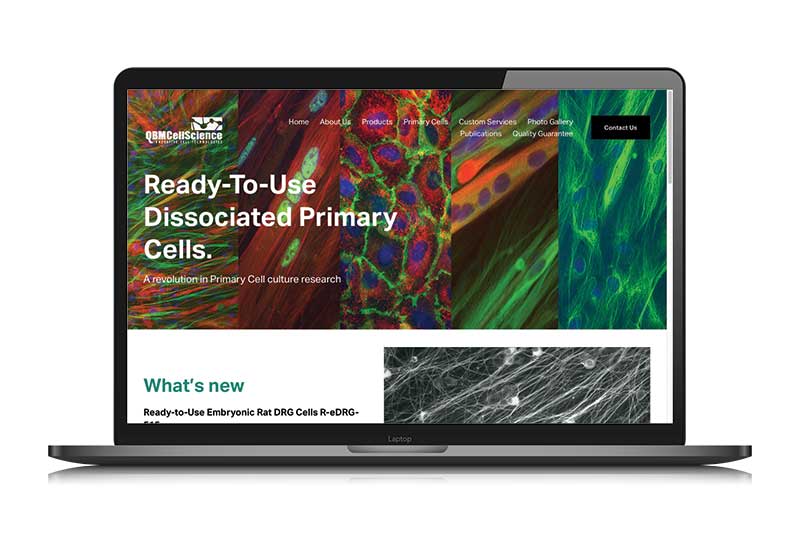 Home About Us Products Primary Cells Custom Services Photo Gallery
Publications Quality Guarantee
Contact Us
QBMCellScience
INNOVATIVE CELL TECHNOLOGIES
Ready-To-Use
Dissociated Primary
Cells.
A revolution in Primary Cell culture research
What's new
Ready-to-Use Embryonic Rat DRG Cells R-eDRG-
Laptop